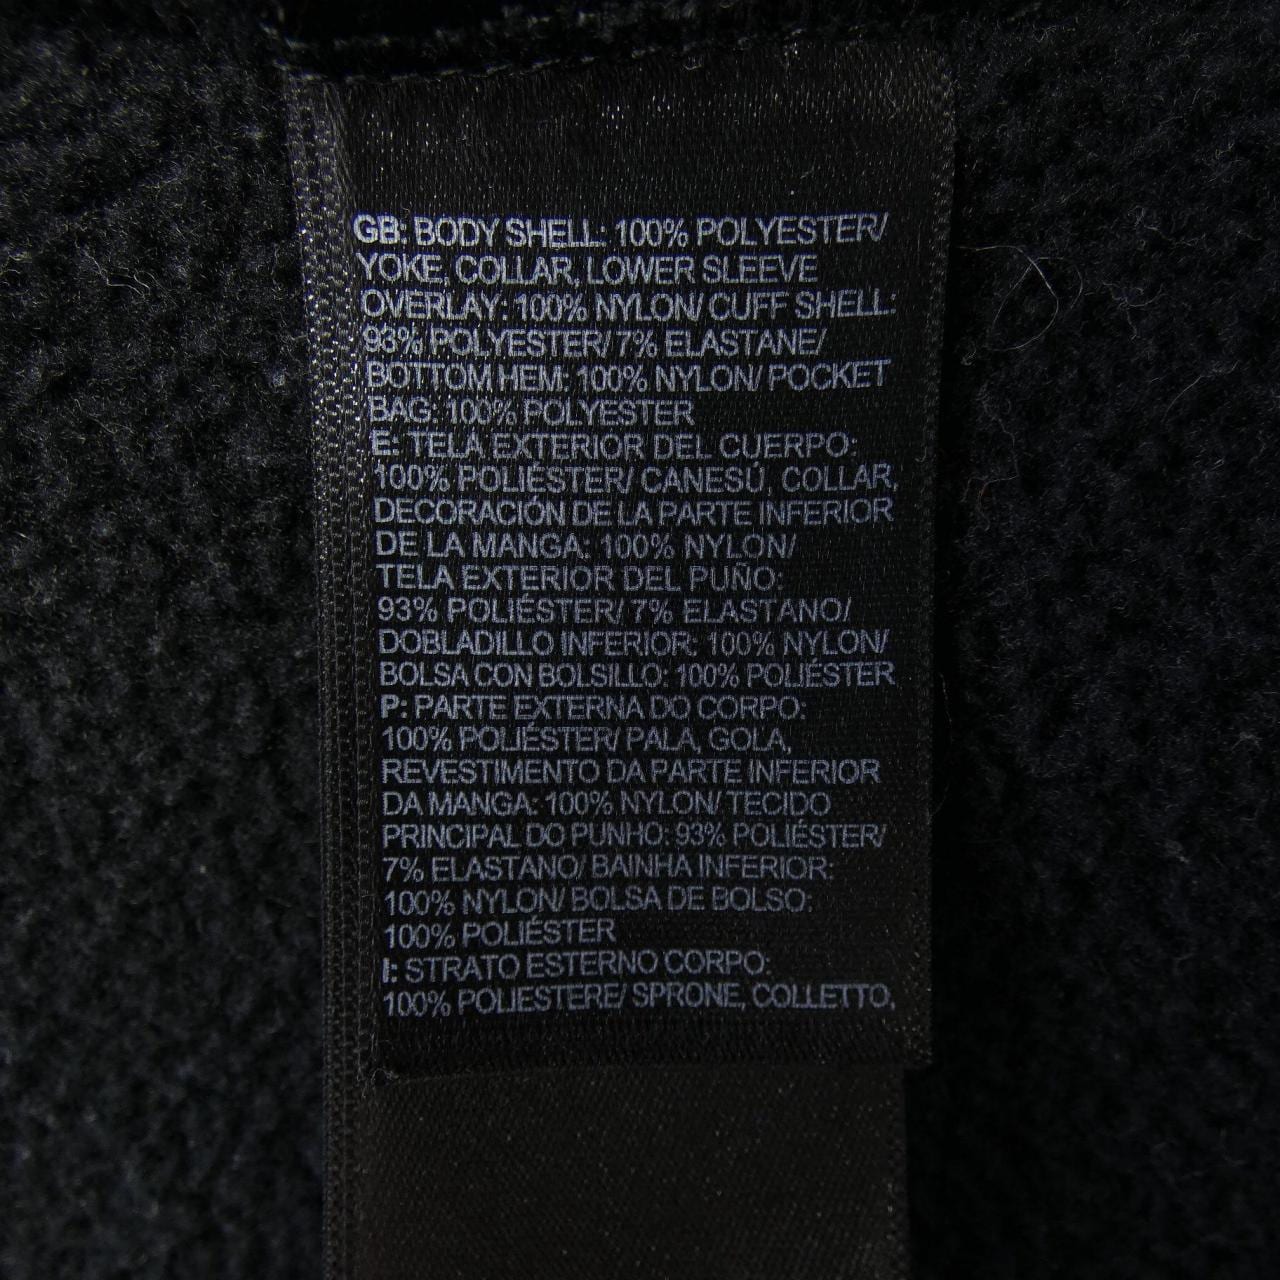 GB: BODY SHELL: 100% POLYESTER/
YOKE, COLLAR, LOWER SLEEVE
OVERLAY: 100% NYLON/ CUFF SHELL:
93% POLYESTER/ 7% ELASTANE/
BOTTOM HEM: 100% NYLON/ POCKET
BAG: 100% POLYESTER
E: TELA EXTERIOR DEL CUERPO:
100% POLIÉSTER/ CANESÚ, COLLAR,
DECORACIÓN DE LA PARTE INFERIOR
DE LA MANGA: 100% NYLON/
TELA EXTERIOR DEL PUÑO:
93% POLIÉSTER/ 7% ELASTANO/
DOBLADILLO INFERIOR: 100% NYLON/
BOLSA CON BOLSILLO: 100% POLIÉSTER
P: PARTE EXTERNA DO CORPO:
100% POLIÉSTER/ PALA, GOLA,
REVESTIMENTO DA PARTE INFERIOR
DA MANGA: 100% NYLON/ TECIDO
PRINCIPAL DO PUNHO: 93% POLIÉSTER/
7% ELASTANO/ BAINHA INFERIOR:
100% NYLON/ BOLSA DE BOLSO:
100% POLIÉSTER
I: STRATO ESTERNO CORPO:
100% POLIESTERE/ SPRONE, COLLETTO,